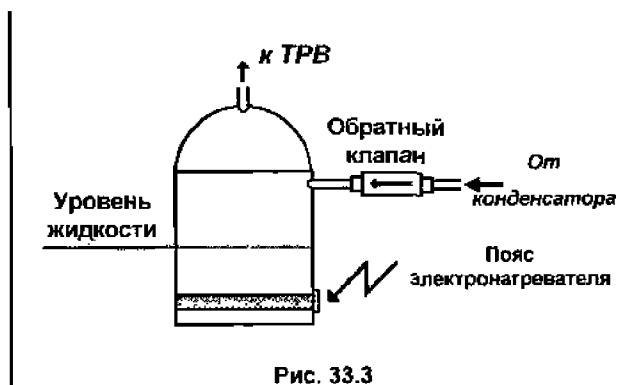 к ТРВ
Обратный
клапан
От
конденсатора
Уровень
жидкости
Пояс
электронагревателя
Рис. 33.3